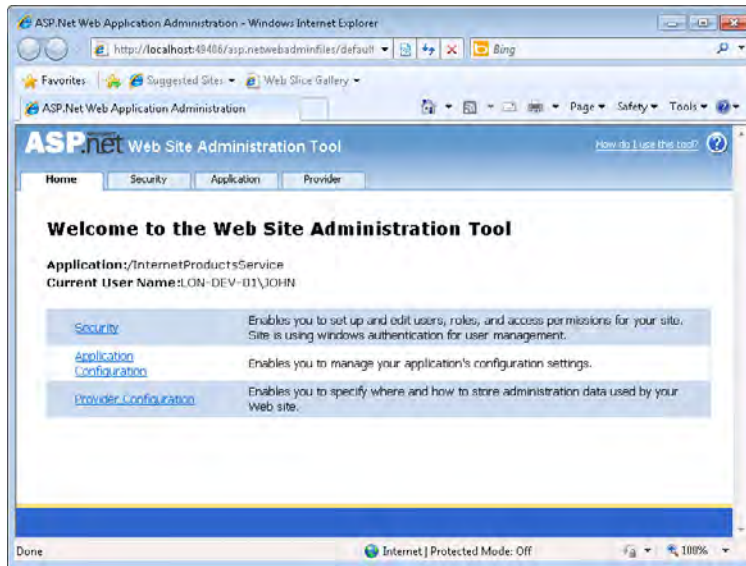 ASP.Net Web Application Administration - Windows Internet Explorer
http://localhost:49406/asp.netwebadminfiles/default
Bing
Favorites
Suggested Sites
Web Slice Gallery
ASP.Net Web Application Administration
Page Safety Tools
ASP.net Web Site Administration Tool
How do I use this tool?
Home Security Application Provider
Welcome to the Web Site Administration Tool
Application:/InternetProductsService
Current User Name:LON-DEV-01\JOHN
Security
Enables you to set up and edit users, roles, and access permissions for your site.
Site is using windows authentication for user management.
Application
Configuration
Enables you to manage your application's configuration settings.
Provider Configuration
Enables you to specify where and how to store administration data used by your
Web site.
Done
Internet | Protected Mode: Off
100%